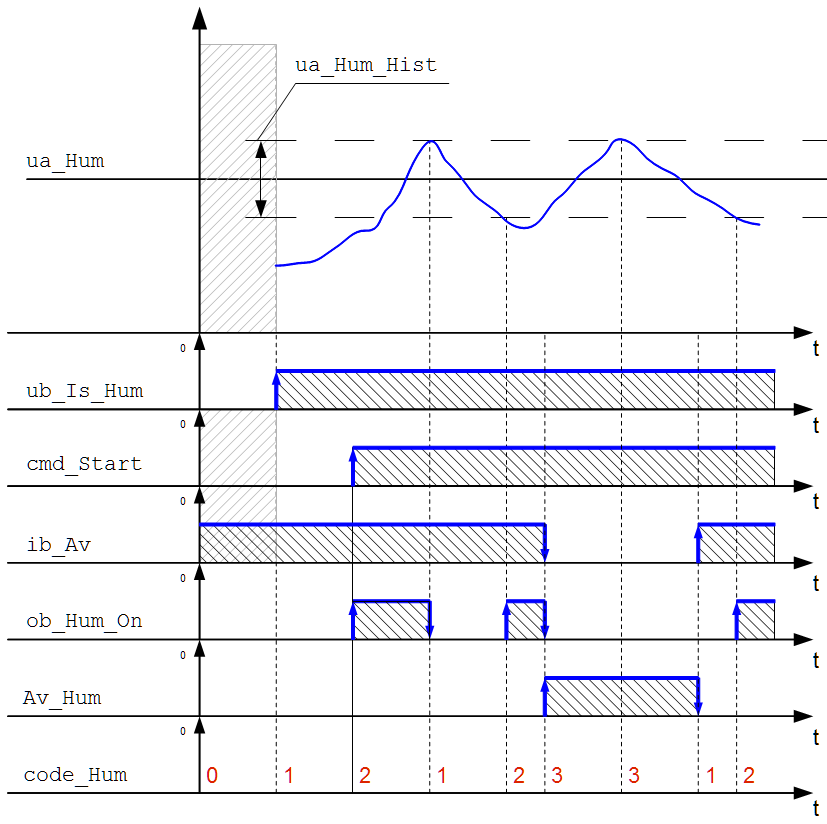 ua_Hum_Hist
ua_Hum
0
t
ub_Is_Hum
0
t
cmd_Start
0
t
ib_Av
0
t
ob_Hum_On
0
t
Av_Hum
0
t
code_Hum
0 1 2 1 2 3 3 1 2
t